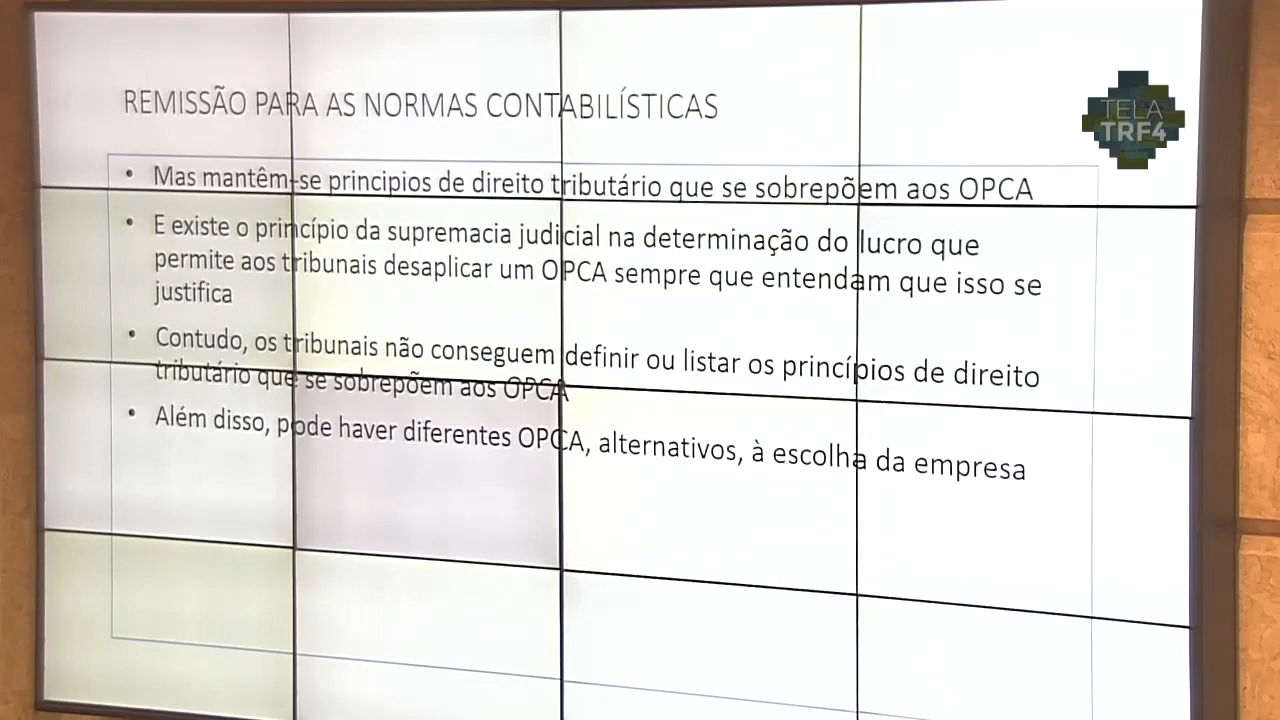 REMISSÃO PARA AS NORMAS CONTABILÍSTICAS
TELA
TRF4
• Mas mantêm-se principios de direito tributário que se sobrepõem aos OPCA
• E existe o princípio da supremacia judicial na determinação do lucro que
permite aos tribunais desaplicar um OPCA sempre que entendam que isso se
justifica
• Contudo, os tribunais não conseguem definir ou listar os princípios de direito
tributário que se sobrepõem aos OPCA
• Além disso, pode haver diferentes OPCA, alternativos, à escolha da empresa